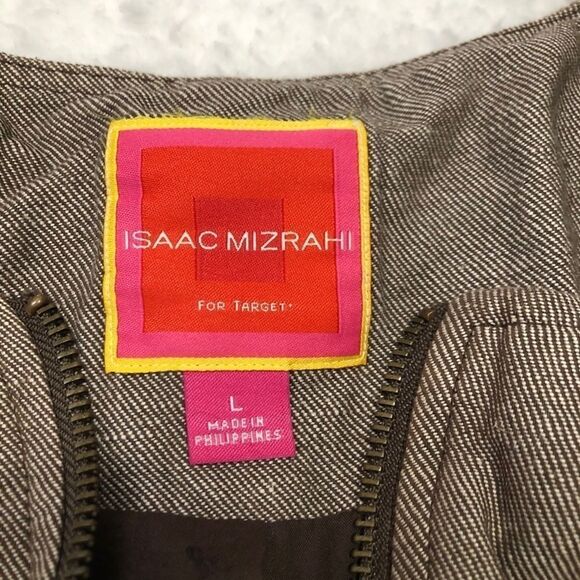 ISAAC MIZRAHI
FOR TARGET
L
MADE IN
PHILIPPINES